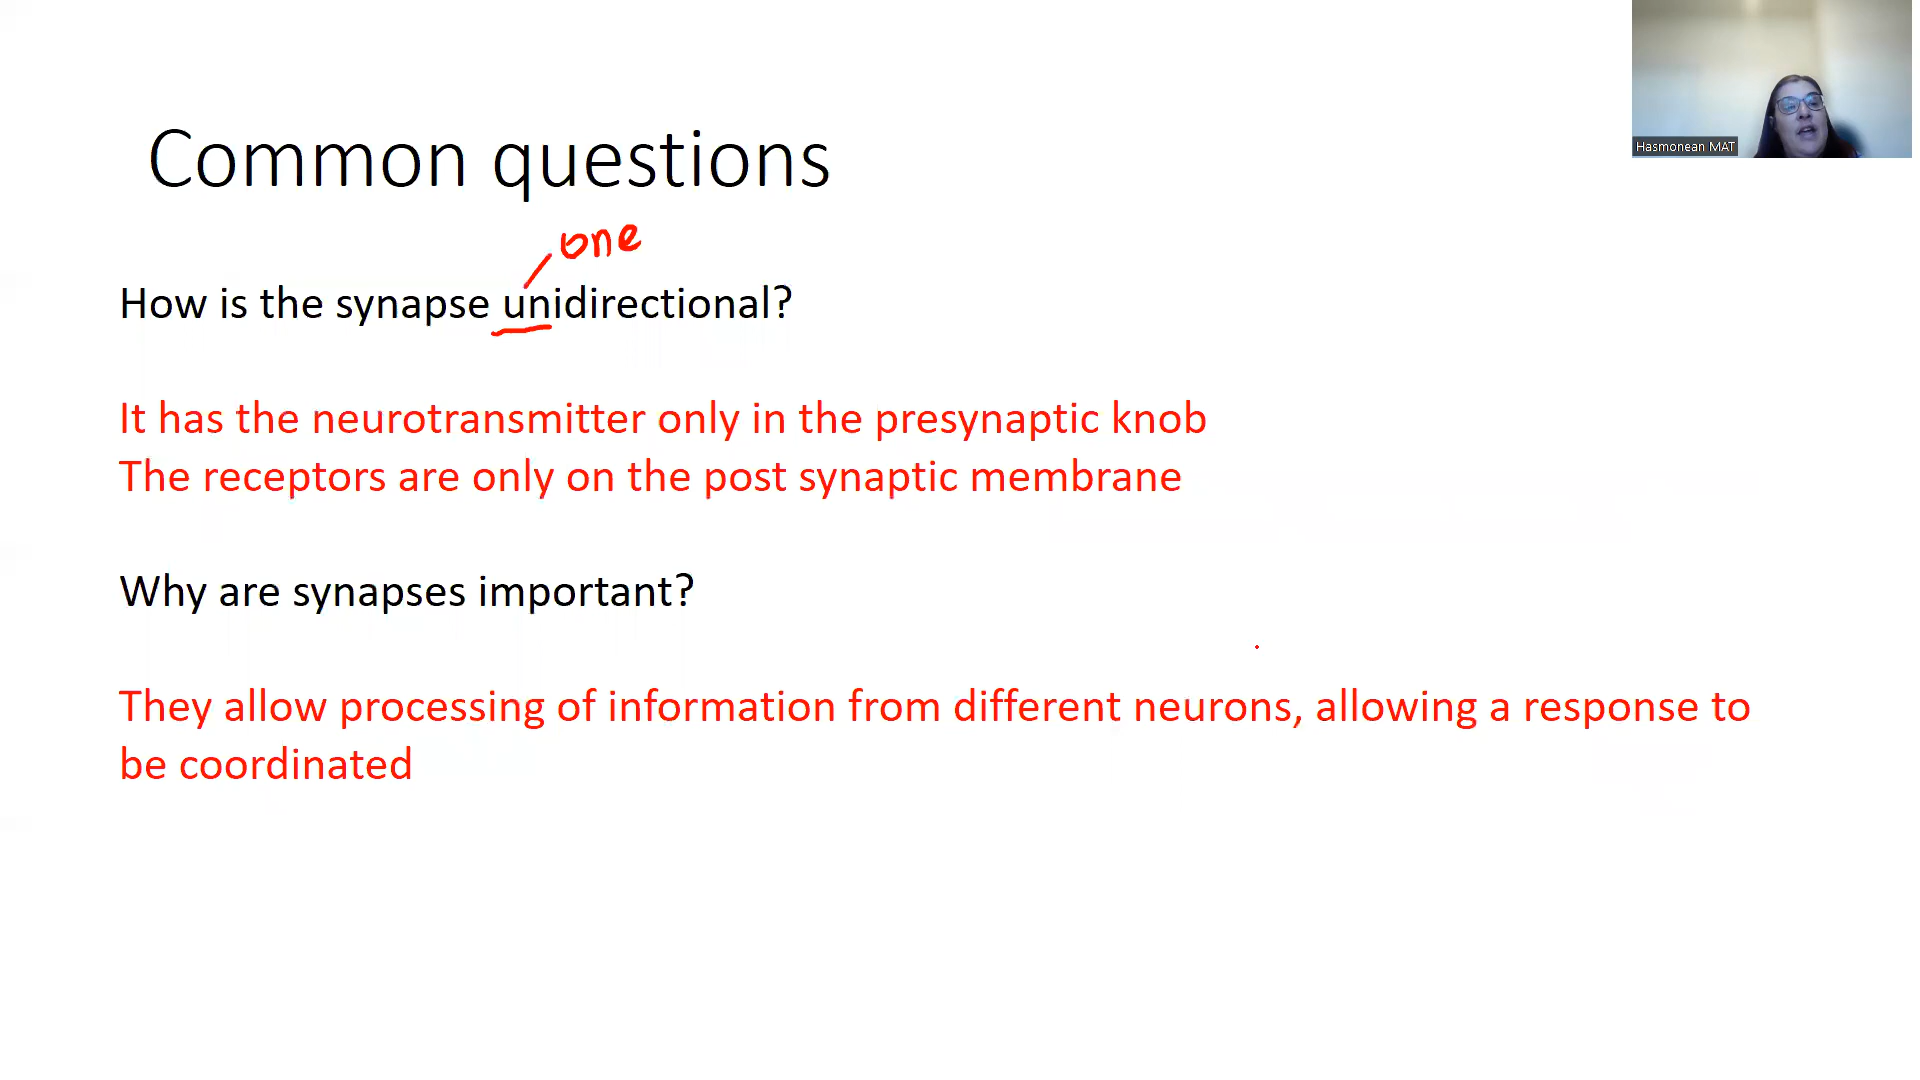 Hasmonean MAT
Common questions
one
How is the synapse unidirectional?
It has the neurotransmitter only in the presynaptic knob
The receptors are only on the post synaptic membrane
Why are synapses important?
They allow processing of information from different neurons, allowing a response to
be coordinated